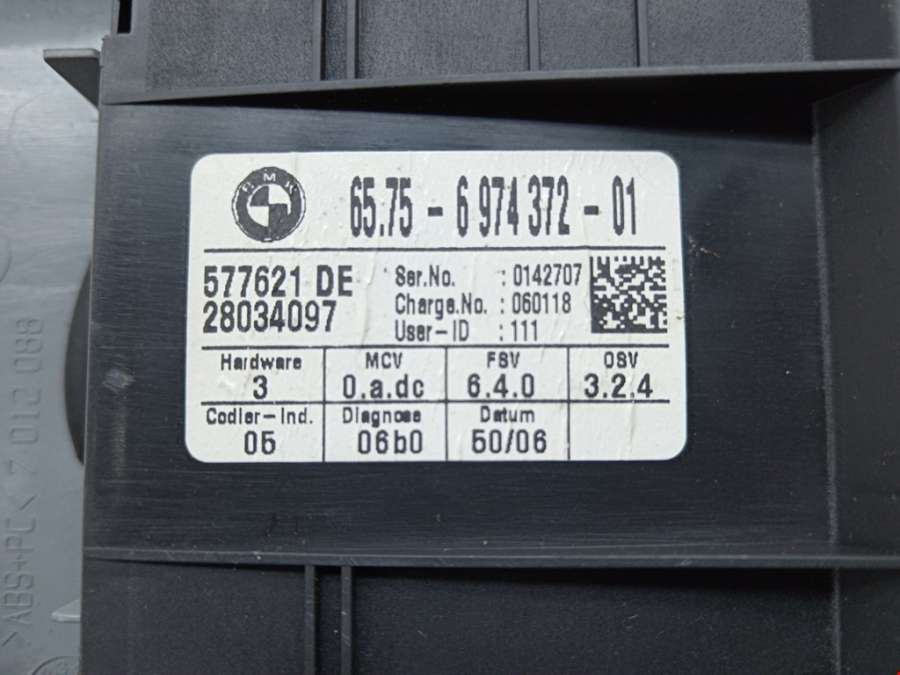 BMW
65.75 - 6 974 372 - 01
577621 DE
28034097
Ser.No. : 0142707
Charge.No. : 060118
User-ID : 111
Hardware MCV FSV OSV
3 0.a.dc 6.4.0 3.2.4
Codier-Ind. Diagnose Datum
05 06b0 50/06
>ABS+PC< 7 012 088